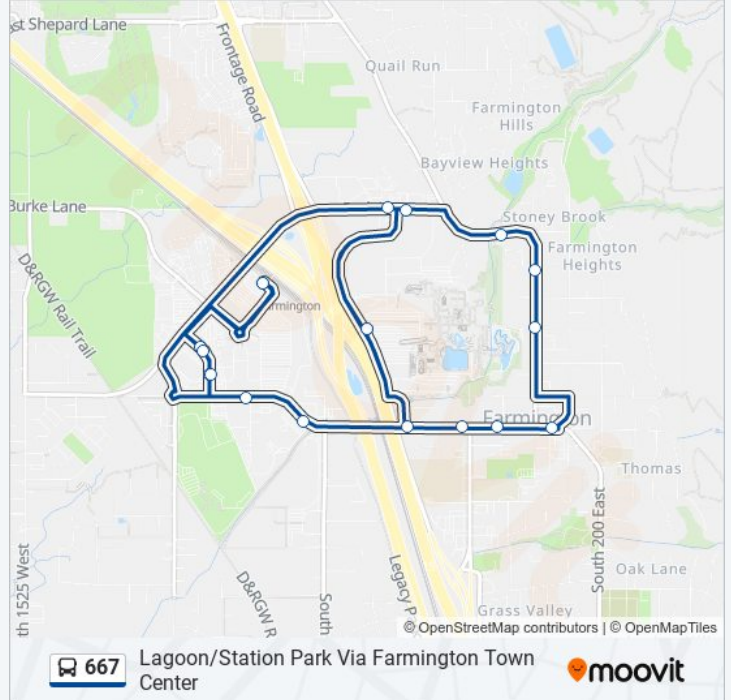 st Shepard Lane
Frontage Road
Quail Run
Farmington
Hills
Bayview Heights
Burke Lane
Stoney Brook
Farmington
Heights
D&RGW Rail Trail
rmington
Farmington
Thomas
South 200 East
Oak Lane
th 1525 West
D&RGW R
South
Legacy P
Grass Valley
© OpenStreetMap contributors | © OpenMapTiles
667
Lagoon/Station Park Via Farmington Town
Center
moovit